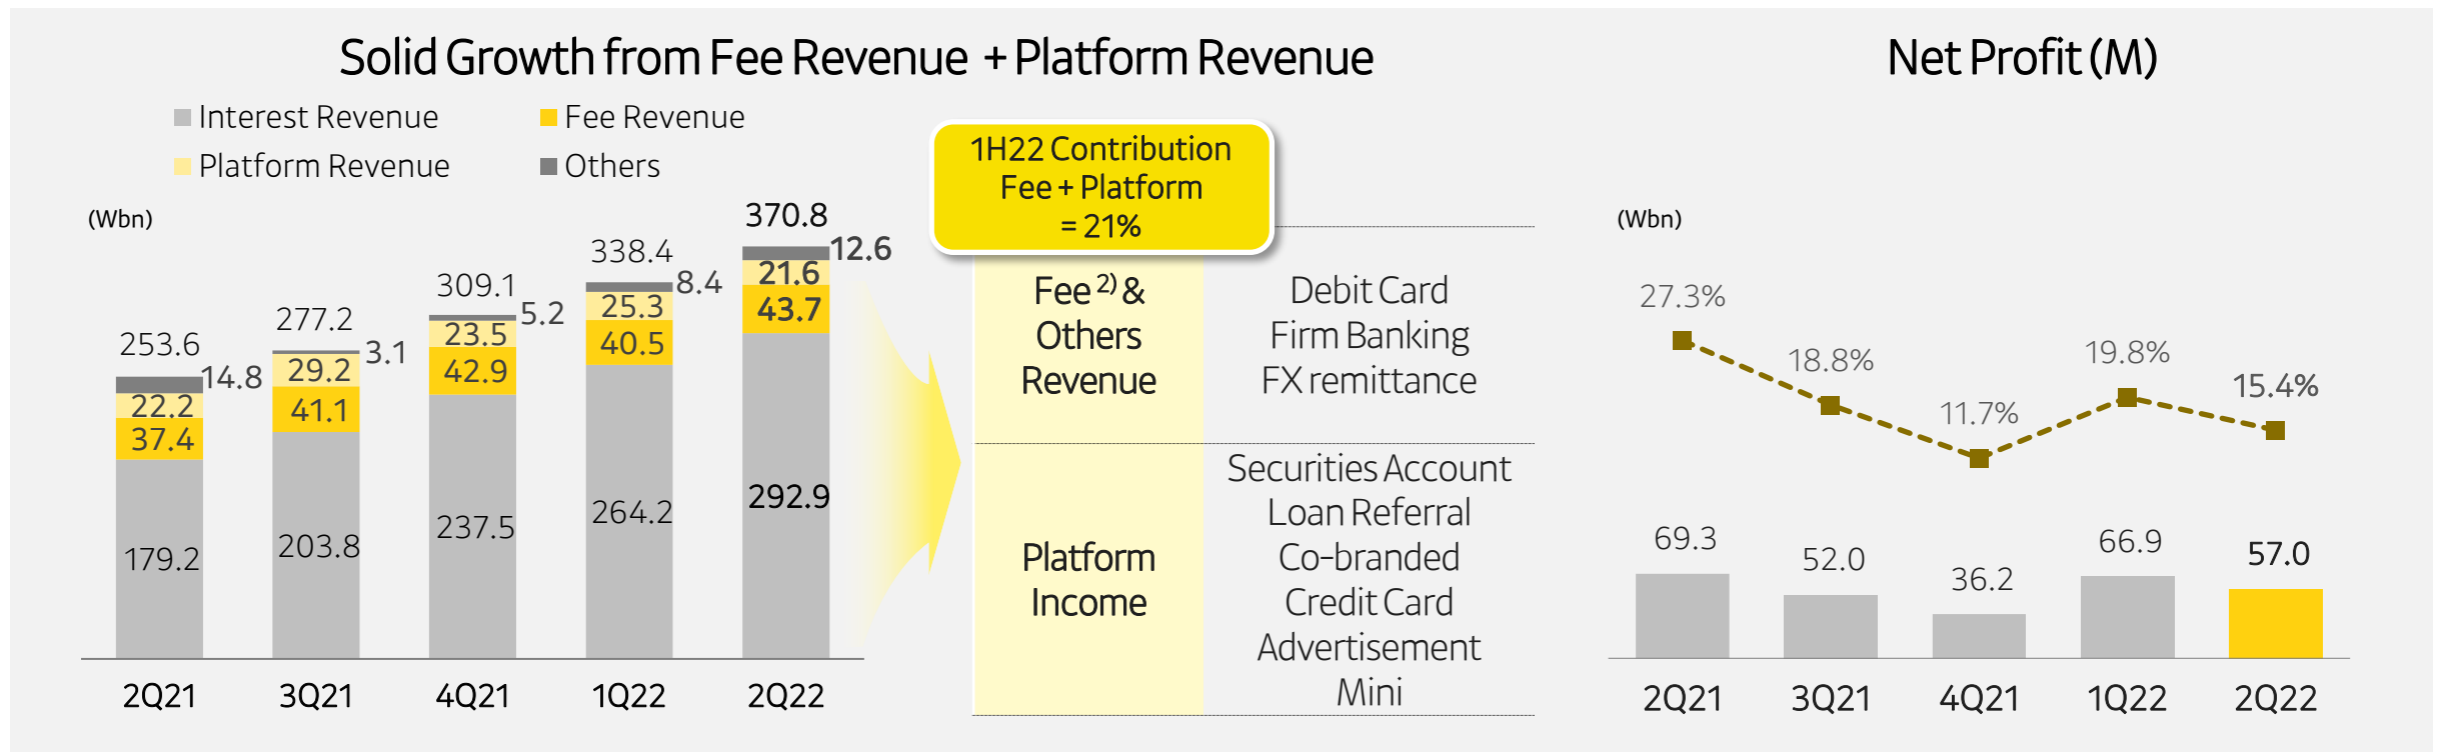 Solid Growth from Fee Revenue + Platform Revenue
Interest Revenue
Fee Revenue
Platform Revenue
Others
(Wbn)
253.6
14.8
22.2
37.4
179.2
277.2
3.1
29.2
41.1
203.8
309.1
5.2
23.5
42.9
237.5
338.4
8.4
25.3
40.5
264.2
370.8
12.6
21.6
43.7
292.9
2Q21
3Q21
4Q21
1Q22
2Q22
1H22 Contribution
Fee + Platform
= 21%
Fee 2) &
Others
Revenue
Debit Card
Firm Banking
FX remittance
Platform
Income
Securities Account
Loan Referral
Co-branded
Credit Card
Advertisement
Mini
Net Profit (M)
(Wbn)
27.3%
18.8%
11.7%
19.8%
15.4%
69.3
52.0
36.2
66.9
57.0
2Q21
3Q21
4Q21
1Q22
2Q22